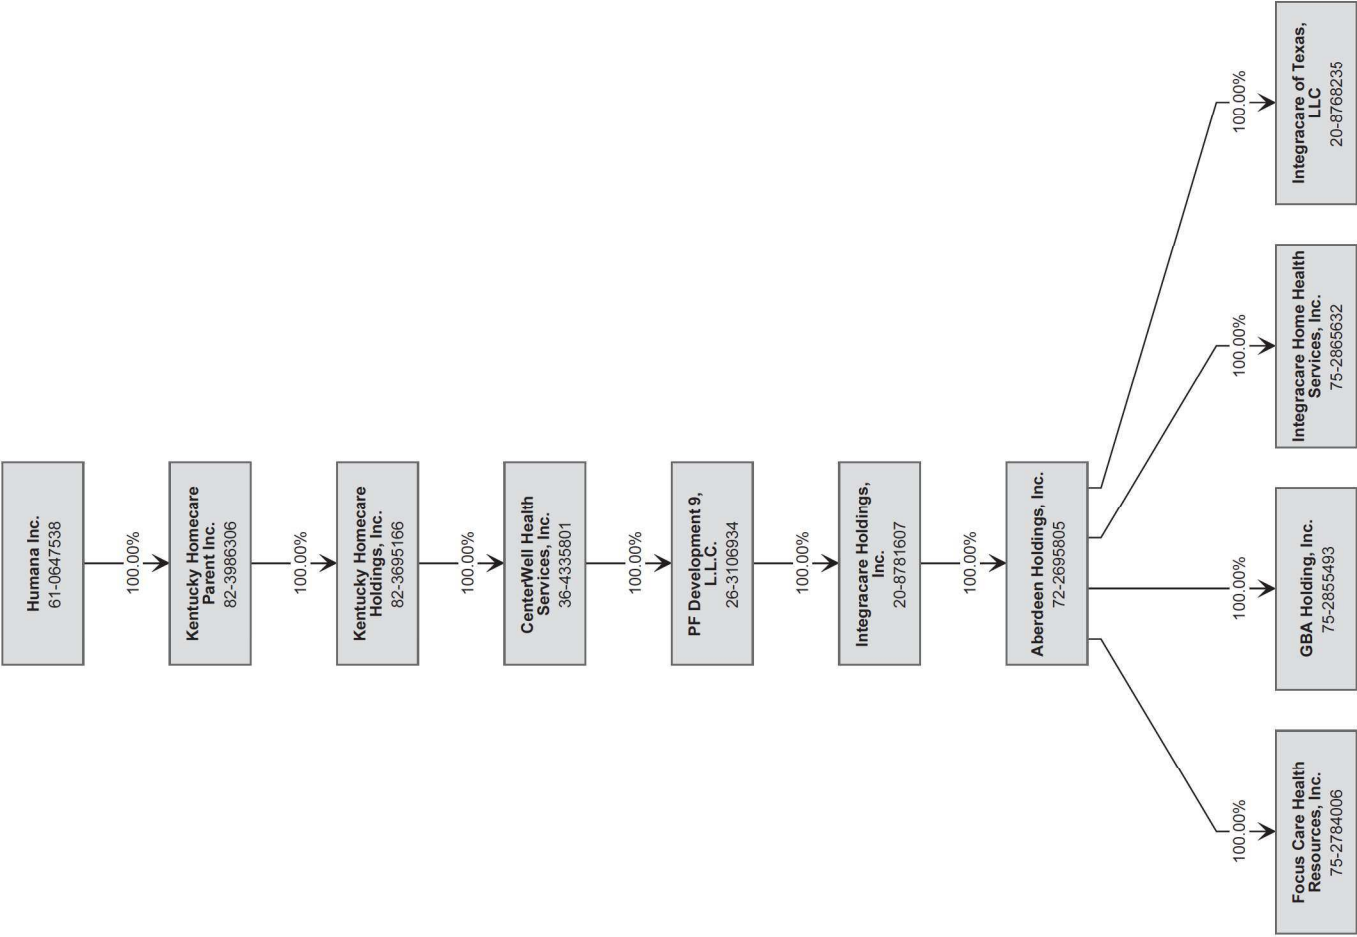 Humana Inc.
61-0647538
100.00%
Kentucky Homecare
Parent Inc.
82-3986306
100.00%
Kentucky Homecare
Holdings, Inc.
82-3695166
100.00%
CenterWell Health
Services, Inc.
36-4335801
100.00%
PF Development 9,
L.L.C.
26-3106934
100.00%
Integracare Holdings,
Inc.
20-8781607
100.00%
Aberdeen Holdings, Inc.
72-2695805
100.00%
Focus Care Health
Resources, Inc.
75-2784006
100.00%
GBA Holding, Inc.
75-2855493
100.00%
Integracare Home Health
Services, Inc.
75-2865632
100.00%
Integracare of Texas,
LLC
20-8768235